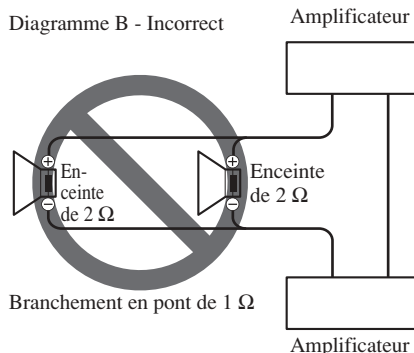 Diagramme B - Incorrect
Amplificateur
+
+
En-
ceinte
de 2 Ω
Enceinte
de 2 Ω
−
−
Branchement en pont de 1 Ω
Amplificateur